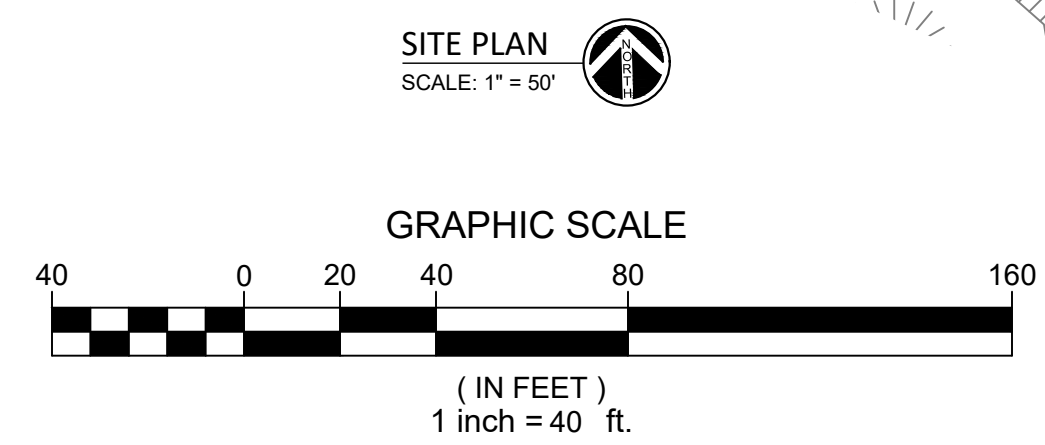 SITE PLAN
SCALE: 1" = 50'
NORTH
GRAPHIC SCALE
40 0 20 40 80 160
( IN FEET )
1 inch = 40 ft.